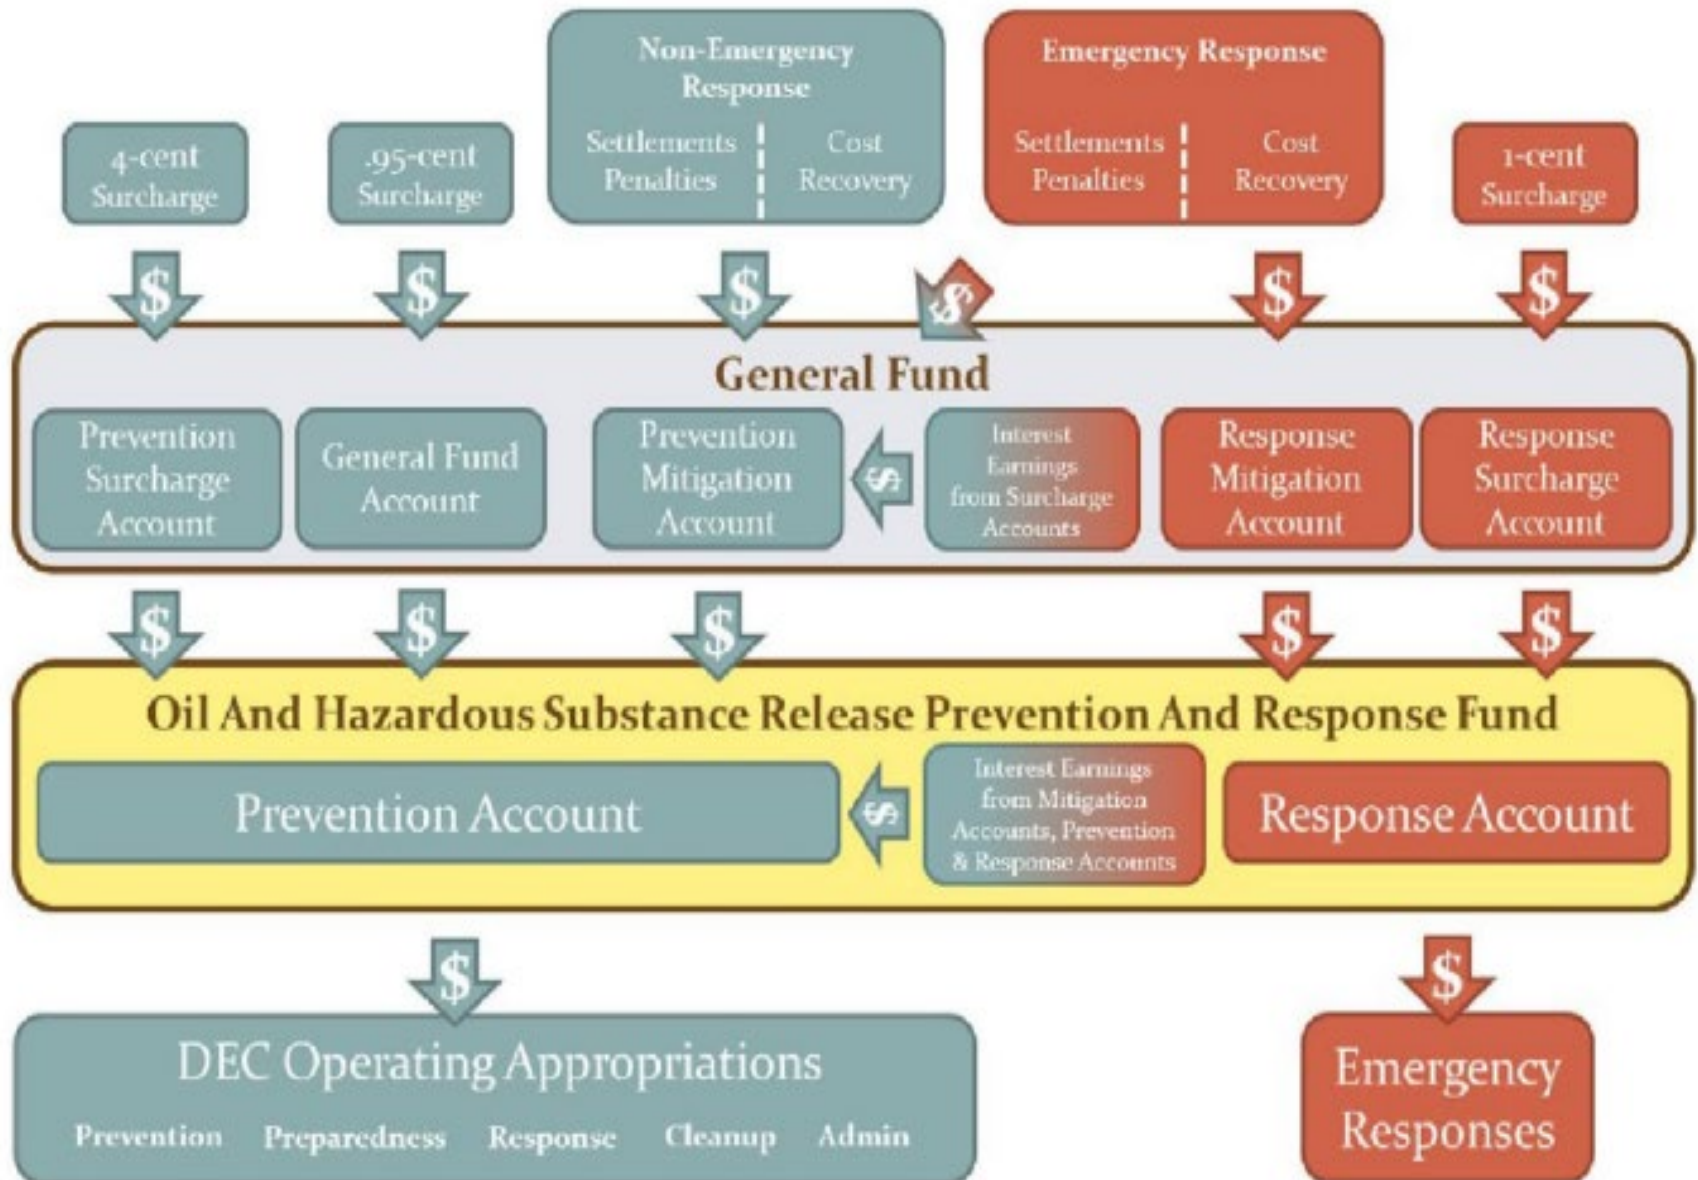 Non-Emergency
Response
Settlements
Penalties
Cost
Recovery
Emergency Response
Settlements
Penalties
Cost
Recovery
4-cent
Surcharge
.95-cent
Surcharge
1-cent
Surcharge
$
$
$
$
$
$
General Fund
Prevention
Surcharge
Account
General Fund
Account
Prevention
Mitigation
Account
$
Interest
Earnings
from Surcharge
Accounts
Response
Mitigation
Account
Response
Surcharge
Account
$
$
$
$
$
Oil And Hazardous Substance Release Prevention And Response Fund
Prevention Account
$
Interest Earnings
from Mitigation
Accounts, Prevention
& Response Accounts
Response Account
$
$
DEC Operating Appropriations
Prevention Preparedness Response Cleanup Admin
Emergency
Responses